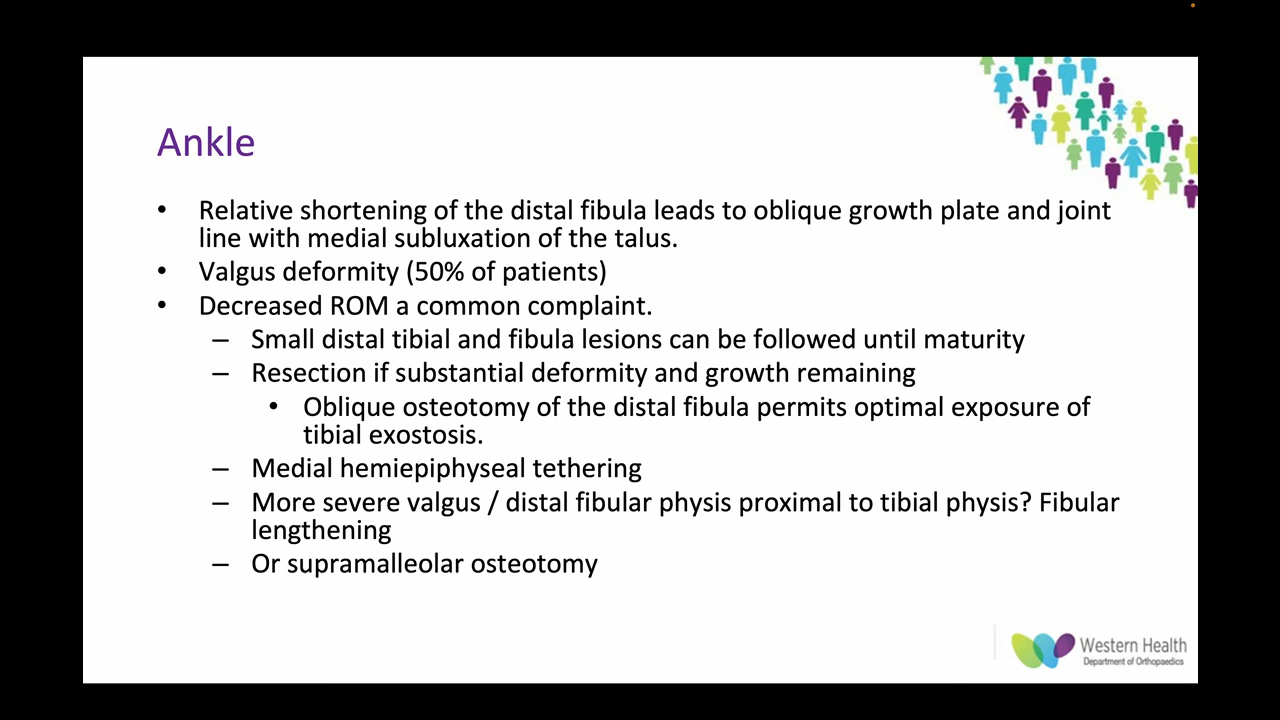 Ankle
• Relative shortening of the distal fibula leads to oblique growth plate and joint
line with medial subluxation of the talus.
• Valgus deformity (50% of patients)
• Decreased ROM a common complaint.
– Small distal tibial and fibula lesions can be followed until maturity
– Resection if substantial deformity and growth remaining
• Oblique osteotomy of the distal fibula permits optimal exposure of
tibial exostosis.
– Medial hemiepiphyseal tethering
– More severe valgus / distal fibular physis proximal to tibial physis? Fibular
lengthening
– Or supramalleolar osteotomy
Western Health
Department of Orthopaedics